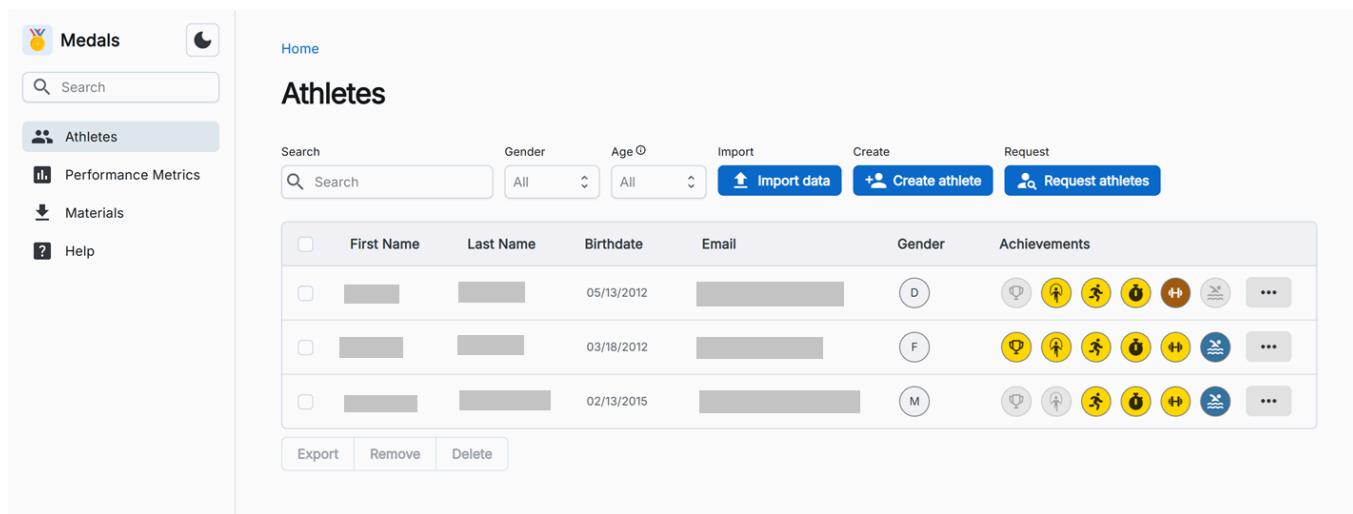 Medals
Search
Athletes
Performance Metrics
Materials
Help
Home
Athletes
Search Gender Age Import Create Request
Search All All Import data Create athlete Request athletes
First Name Last Name Birthdate Email Gender Achievements
05/13/2012 D
03/18/2012 F
02/13/2015 M
Export Remove Delete